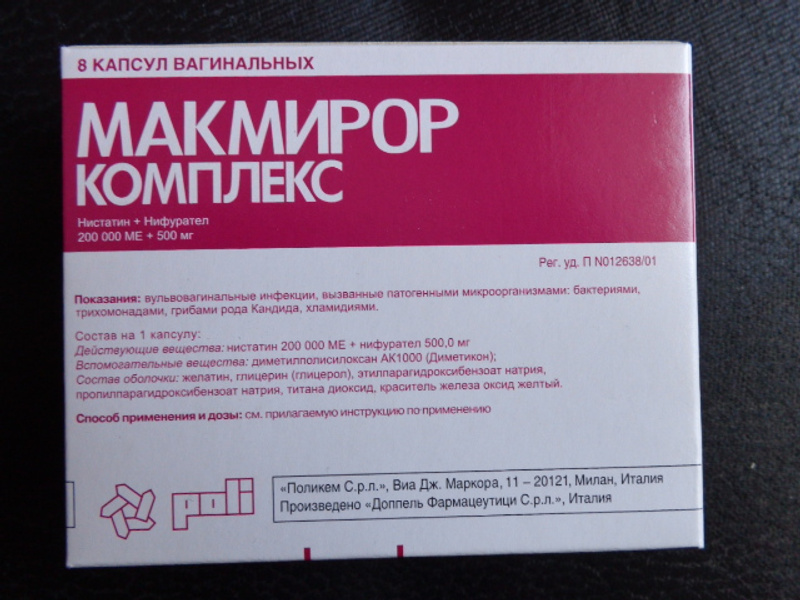 8 КАПСУЛ ВАГИНАЛЬНЫХ
МАКМИРОР
КОМПЛЕКС
Нистатин + Нифурател
200 000 МЕ + 500 мг
Рег. уд. П N012638/01
Показания: вульвовагинальные инфекции, вызванные патогенными микроорганизмами: бактериями,
трихомонадами, грибами рода Кандида, хламидиями.
Состав на 1 капсулу:
Действующие вещества: нистатин 200 000 МЕ + нифурател 500,0 мг
Вспомогательные вещества: диметилполисилоксан АК1000 (Диметикон);
Состав оболочки: желатин, глицерин (глицерол), этилпарагидроксибензоат натрия,
пропилпарагидроксибензоат натрия, титана диоксид, краситель железа оксид желтый.
Способ применения и дозы: см. прилагаемую инструкцию по применению
poli
«Поликем С.р.л.», Виа Дж. Маркора, 11 – 20121, Милан, Италия
Произведено «Доппель Фармацеутици С.р.л.», Италия